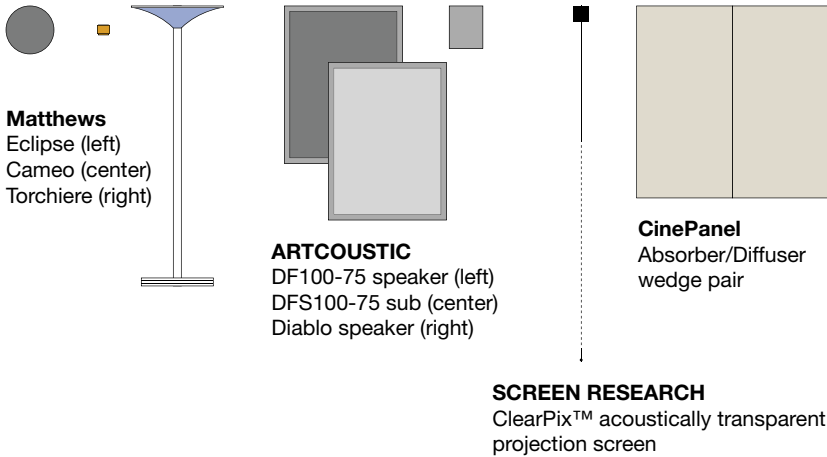 Matthews
Eclipse (left)
Cameo (center)
Torchiere (right)
ARTCOUSTIC
DF100-75 speaker (left)
DFS100-75 sub (center)
Diablo speaker (right)
CinePanel
Absorber/Diffuser
wedge pair
SCREEN RESEARCH
ClearPix™ acoustically transparent
projection screen